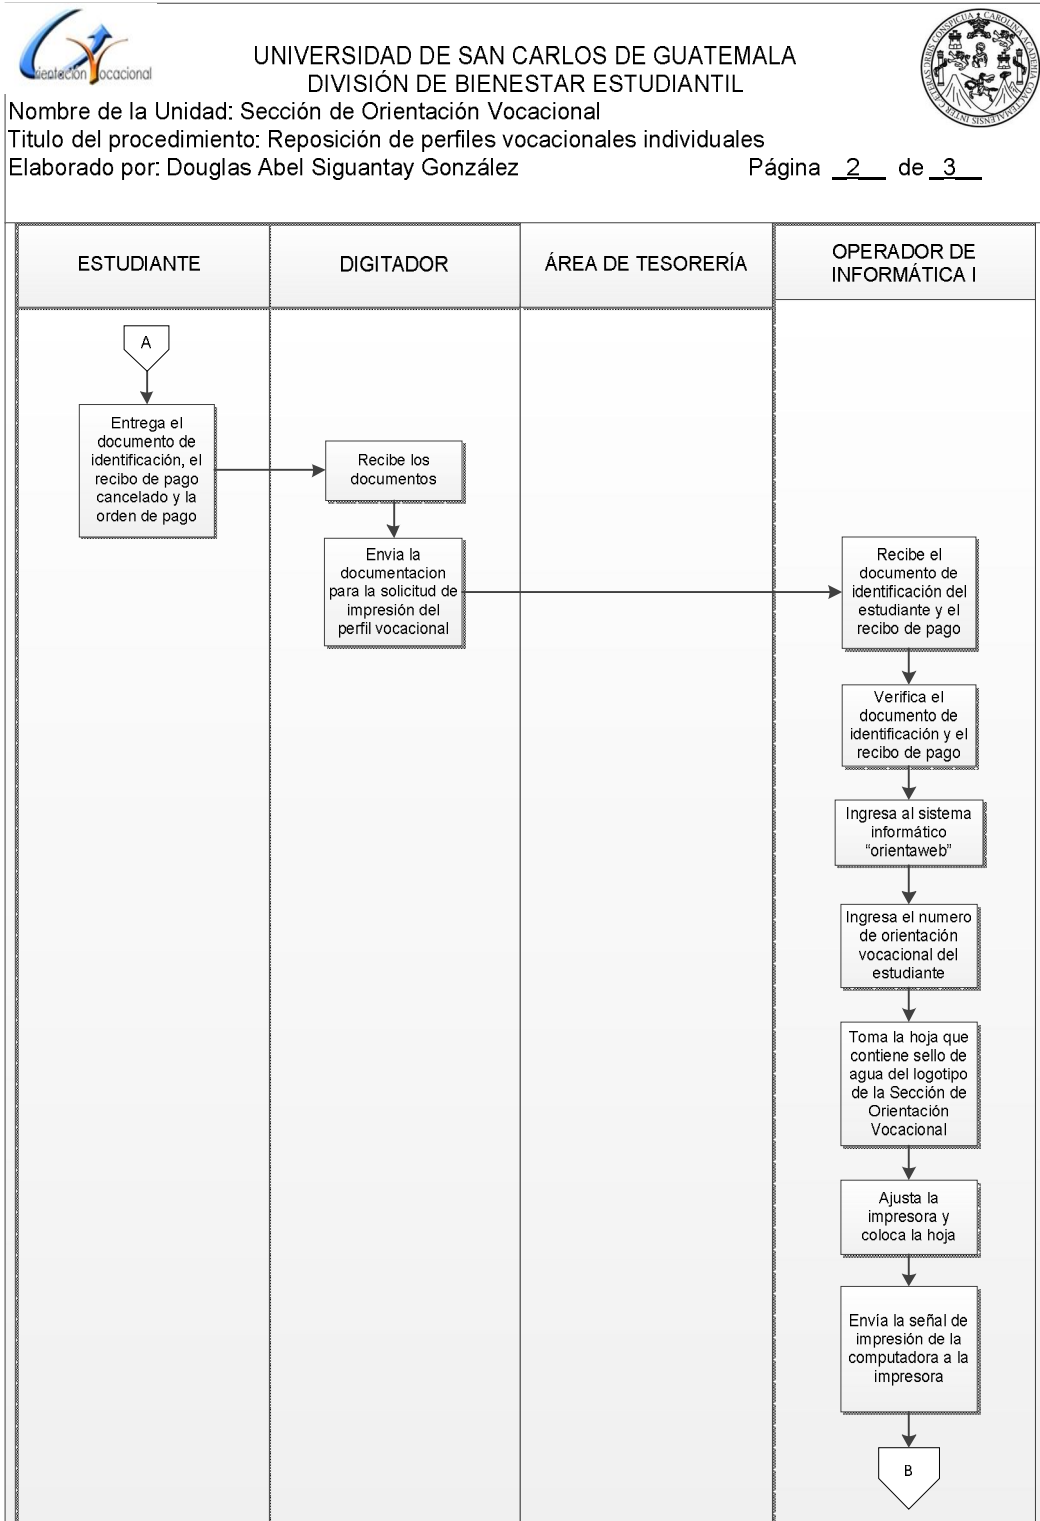 Orientación Vocacional
UNIVERSIDAD DE SAN CARLOS DE GUATEMALA
DIVISIÓN DE BIENESTAR ESTUDIANTIL
Nombre de la Unidad: Sección de Orientación Vocacional
Titulo del procedimiento: Reposición de perfiles vocacionales individuales
Elaborado por: Douglas Abel Siguantay González
Página 2 de 3
ESTUDIANTE
DIGITADOR
ÁREA DE TESORERÍA
OPERADOR DE
INFORMÁTICA I
A
Entrega el
documento de
identificación, el
recibo de pago
cancelado y la
orden de pago
Recibe los
documentos
Envia la
documentacion
para la solicitud de
impresión del
perfil vocacional
Recibe el
documento de
identificación del
estudiante y el
recibo de pago
Verifica el
documento de
identificación y el
recibo de pago
Ingresa al sistema
informático
“orientaweb”
Ingresa el numero
de orientación
vocacional del
estudiante
Toma la hoja que
contiene sello de
agua del logotipo
de la Sección de
Orientación
Vocacional
Ajusta la
impresora y
coloca la hoja
Envía la señal de
impresión de la
computadora a la
impresora
B